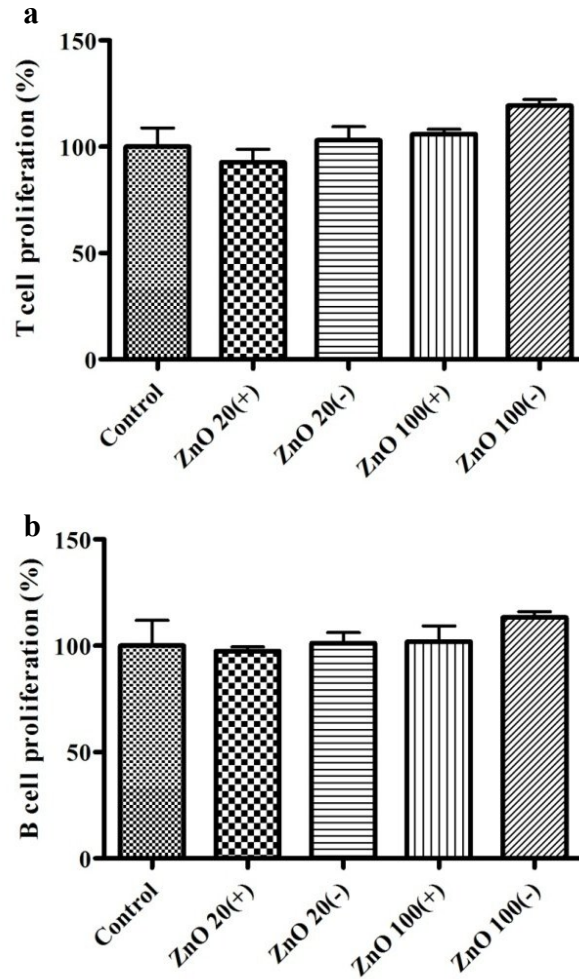 a
T cell proliferation (%)
150
100
50
0
Control
ZnO 20(+)
ZnO 20(-)
ZnO 100(+)
ZnO 100(-)
b
B cell proliferation (%)
150
100
50
0
Control
ZnO 20(+)
ZnO 20(-)
ZnO 100(+)
ZnO 100(-)